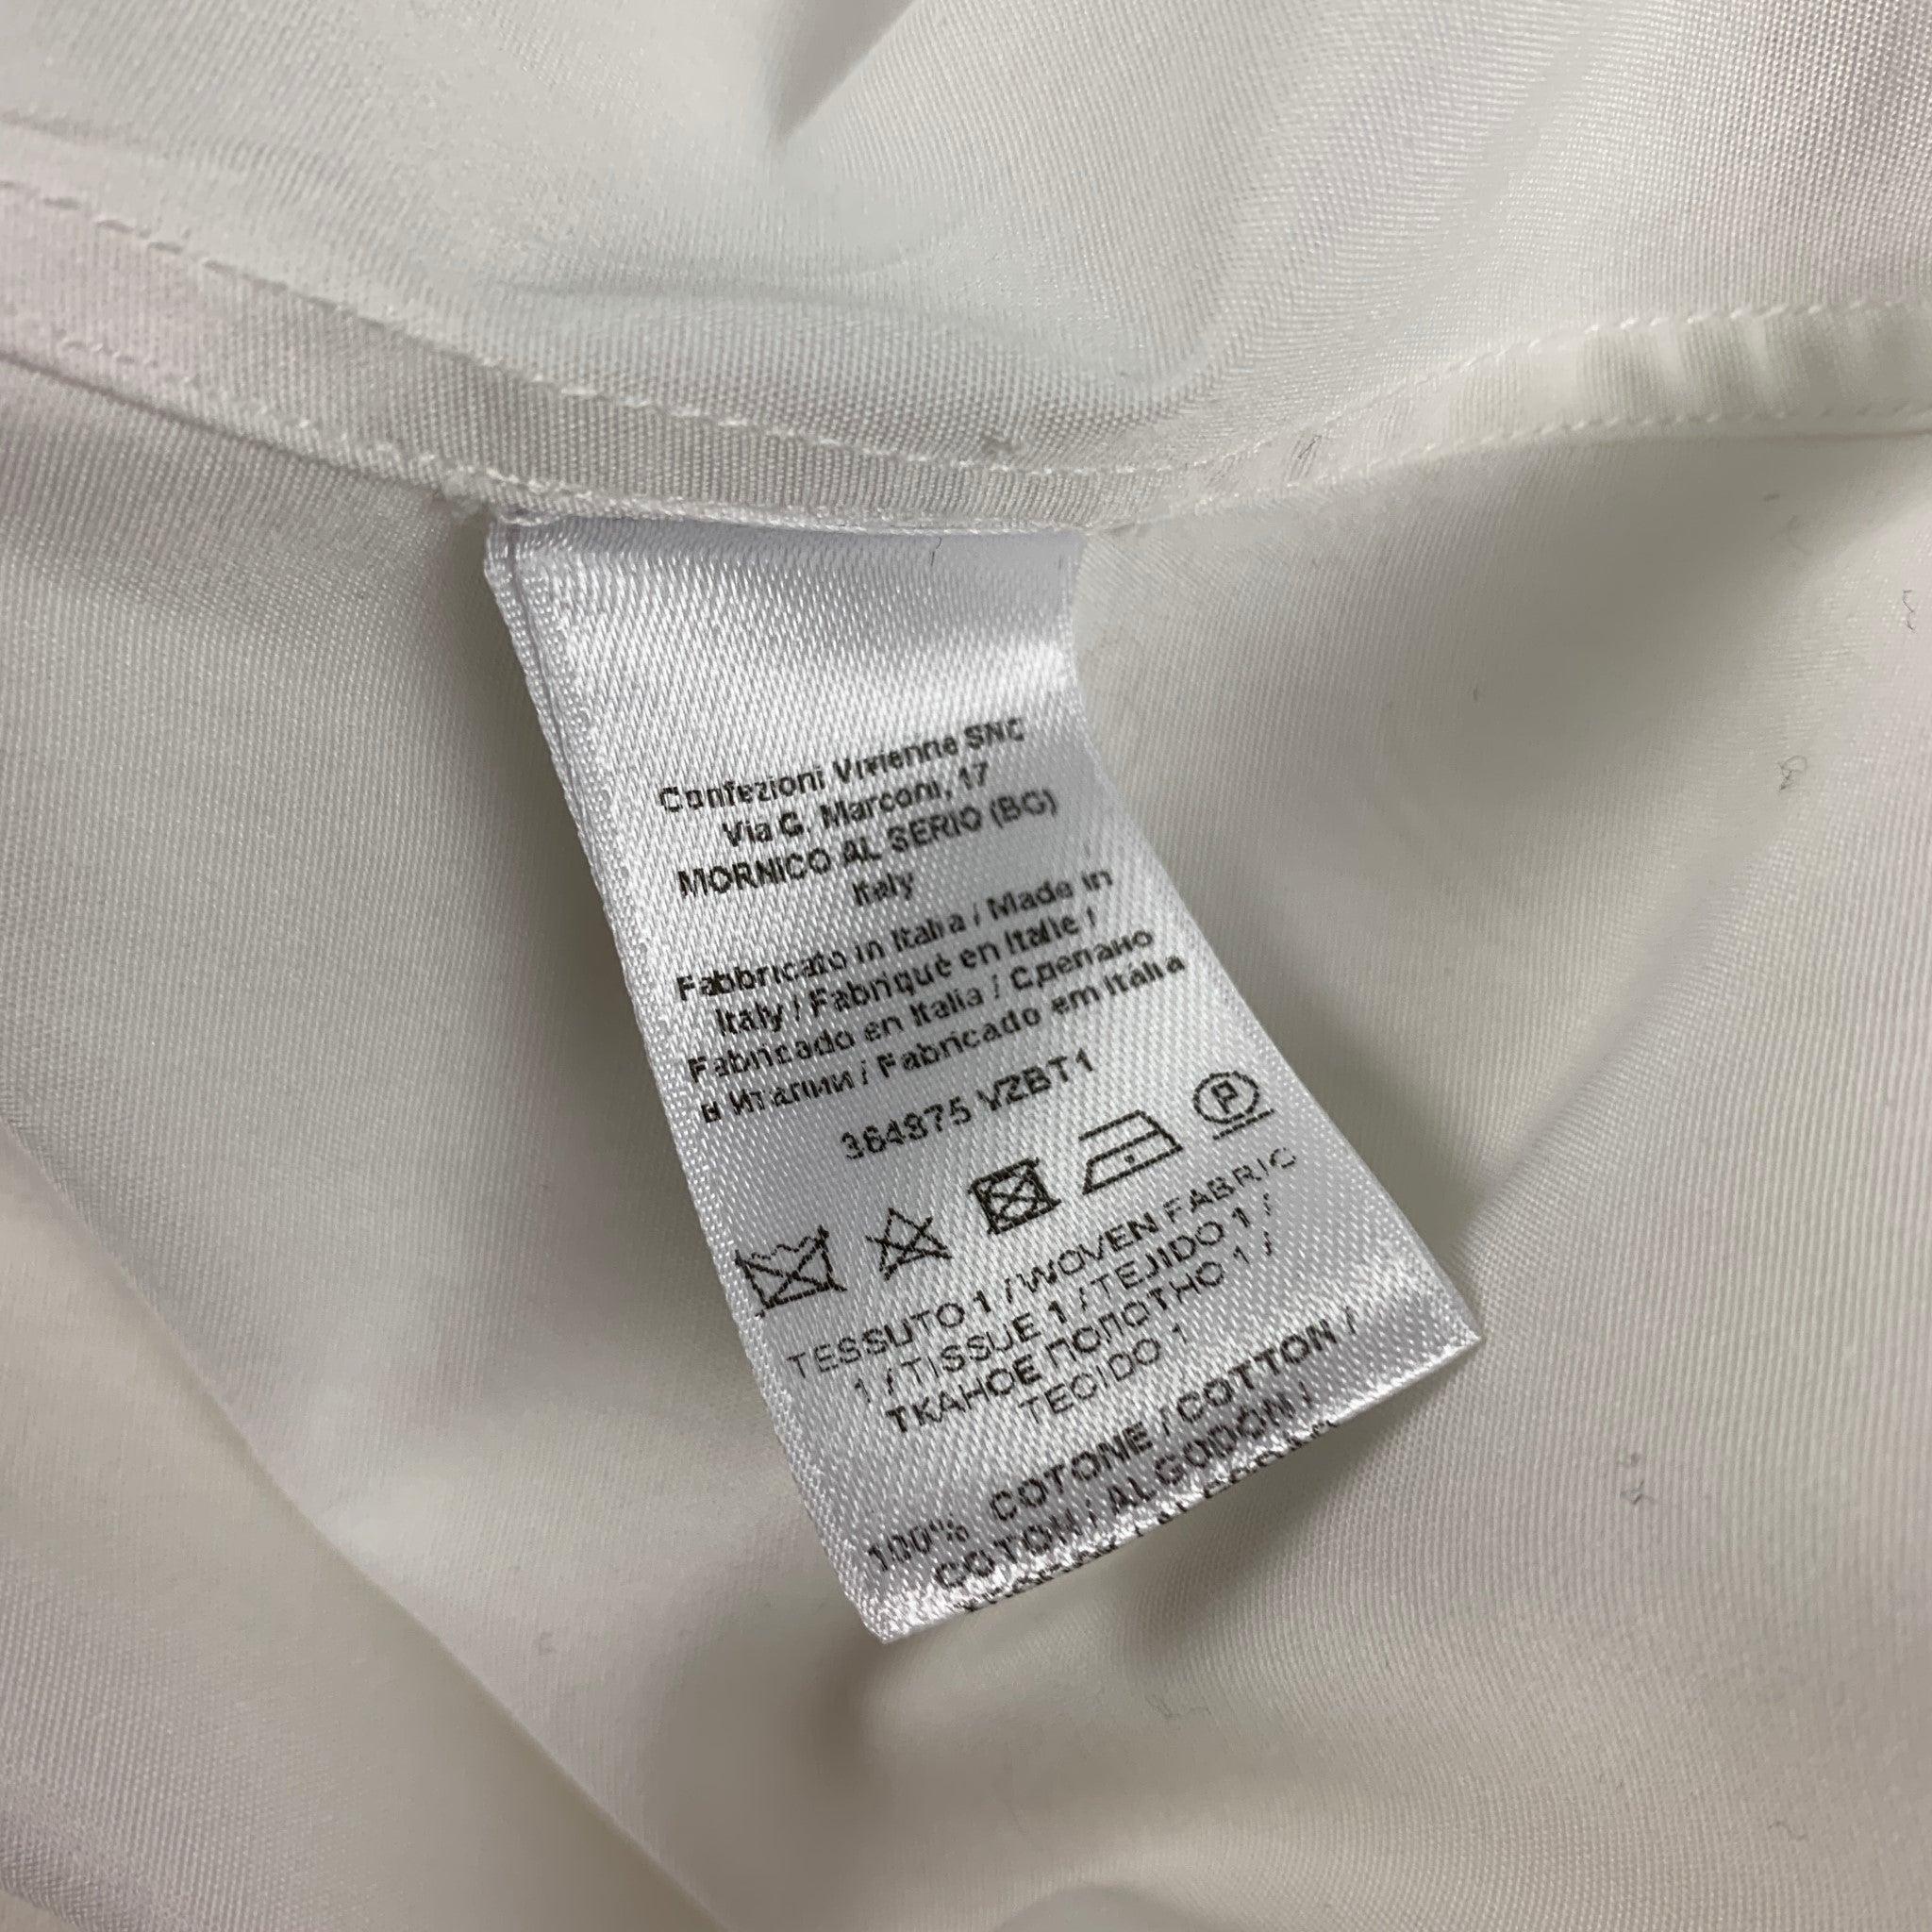 Confezioni Vivienne SNC
Via G. Marconi, 17
MORNICO AL SERIO (BG)
Italy
Fabbricato in Italia / Made in
Italy / Fabriqué en Italie /
Fabricado en Italia / Сделано
в Италии / Fabricado em Itália
364875 VZBT1
P
TESSUTO 1 / WOVEN FABRIC
1 / TISSUE 1 / TEJIDO 1 /
ТКАНОЕ ПОЛОТНО 1 /
TECIDO 1
100% COTONE / COTTON /
COTON / ALGODÓN /